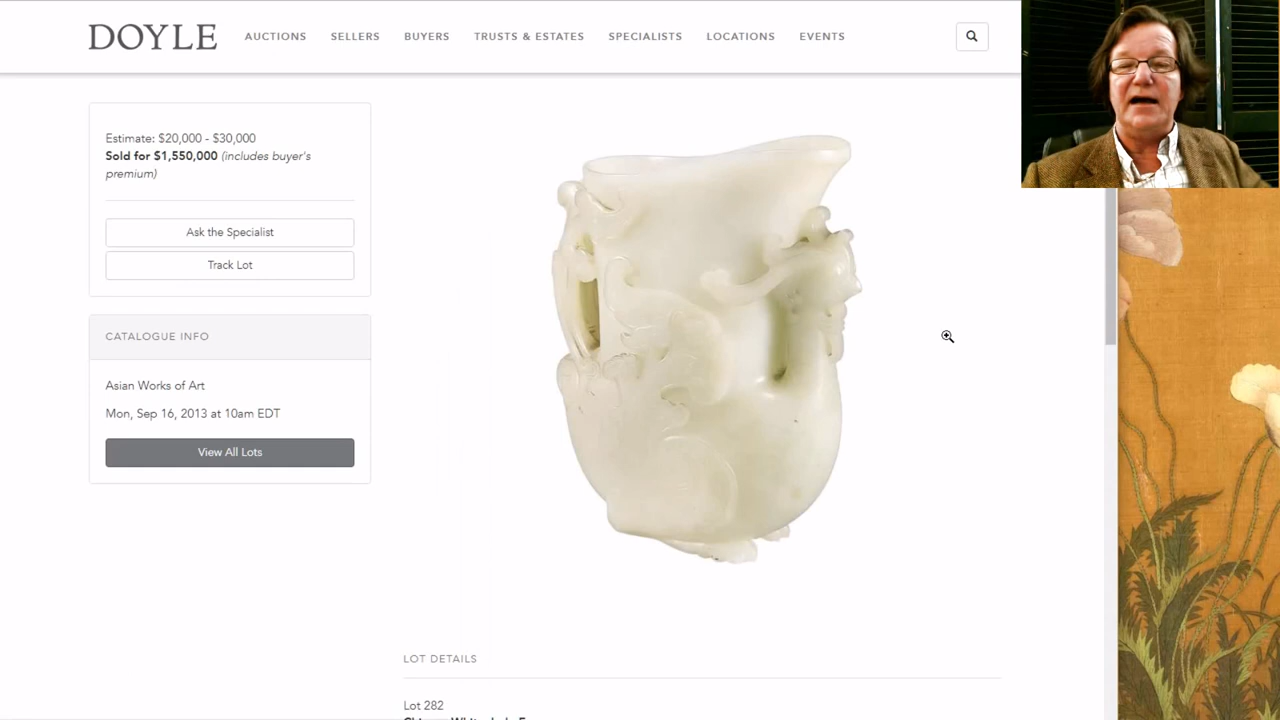 DOYLE
AUCTIONS SELLERS BUYERS TRUSTS & ESTATES SPECIALISTS LOCATIONS EVENTS
Estimate: $20,000 - $30,000
Sold for $1,550,000 (includes buyer's
premium)
Ask the Specialist
Track Lot
CATALOGUE INFO
Asian Works of Art
Mon, Sep 16, 2013 at 10am EDT
View All Lots
LOT DETAILS
Lot 282